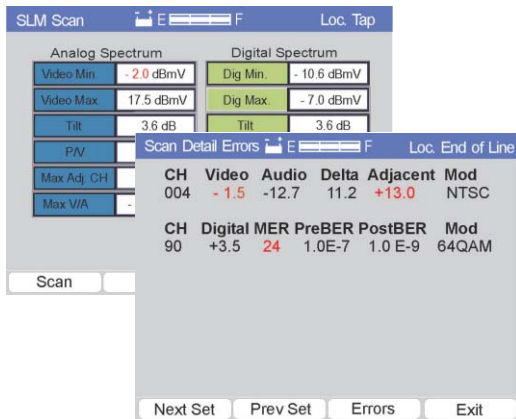 SLM Scan E F Loc. Tap
Analog Spectrum Digital Spectrum
Video Min. - 2.0 dBmV Dig Min. - 10.6 dBmV
Video Max. 17.5 dBmV Dig Max. - 7.0 dBmV
Tilt 3.6 dB Tilt 3.6 dB
P/V
Max Adj. CH
Max V/A -
Scan
Scan Detail Errors E F Loc. End of Line
CH Video Audio Delta Adjacent Mod
004 - 1.5 -12.7 11.2 +13.0 NTSC
CH Digital MER PreBER PostBER Mod
90 +3.5 24 1.0E-7 1.0 E-9 64QAM
Next Set Prev Set Errors Exit